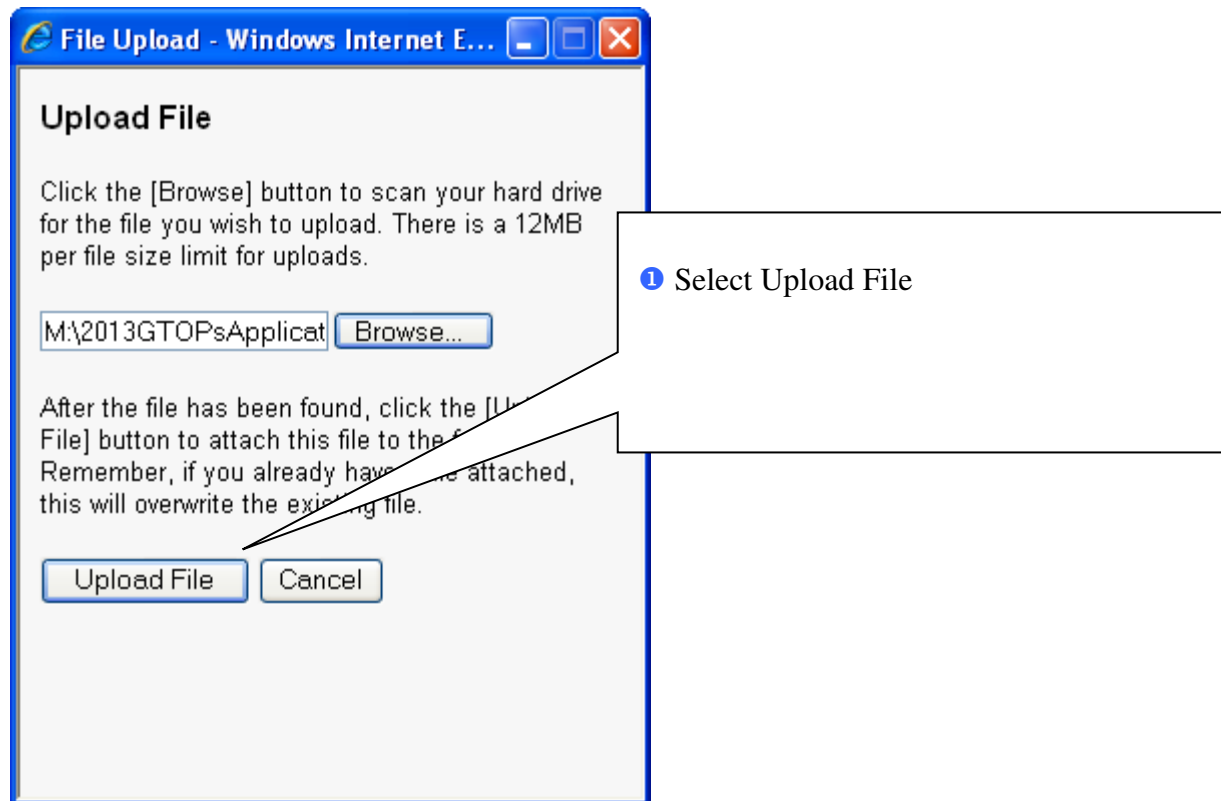 File Upload - Windows Internet E...
Upload File
Click the [Browse] button to scan your hard drive
for the file you wish to upload. There is a 12MB
per file size limit for uploads.
M:\2013GTOPsApplicat Browse...
❶ Select Upload File
After the file has been found, click the
File] button to attach this file to the
Remember, if you already have attached,
this will overwrite the existing file.
Upload File Cancel